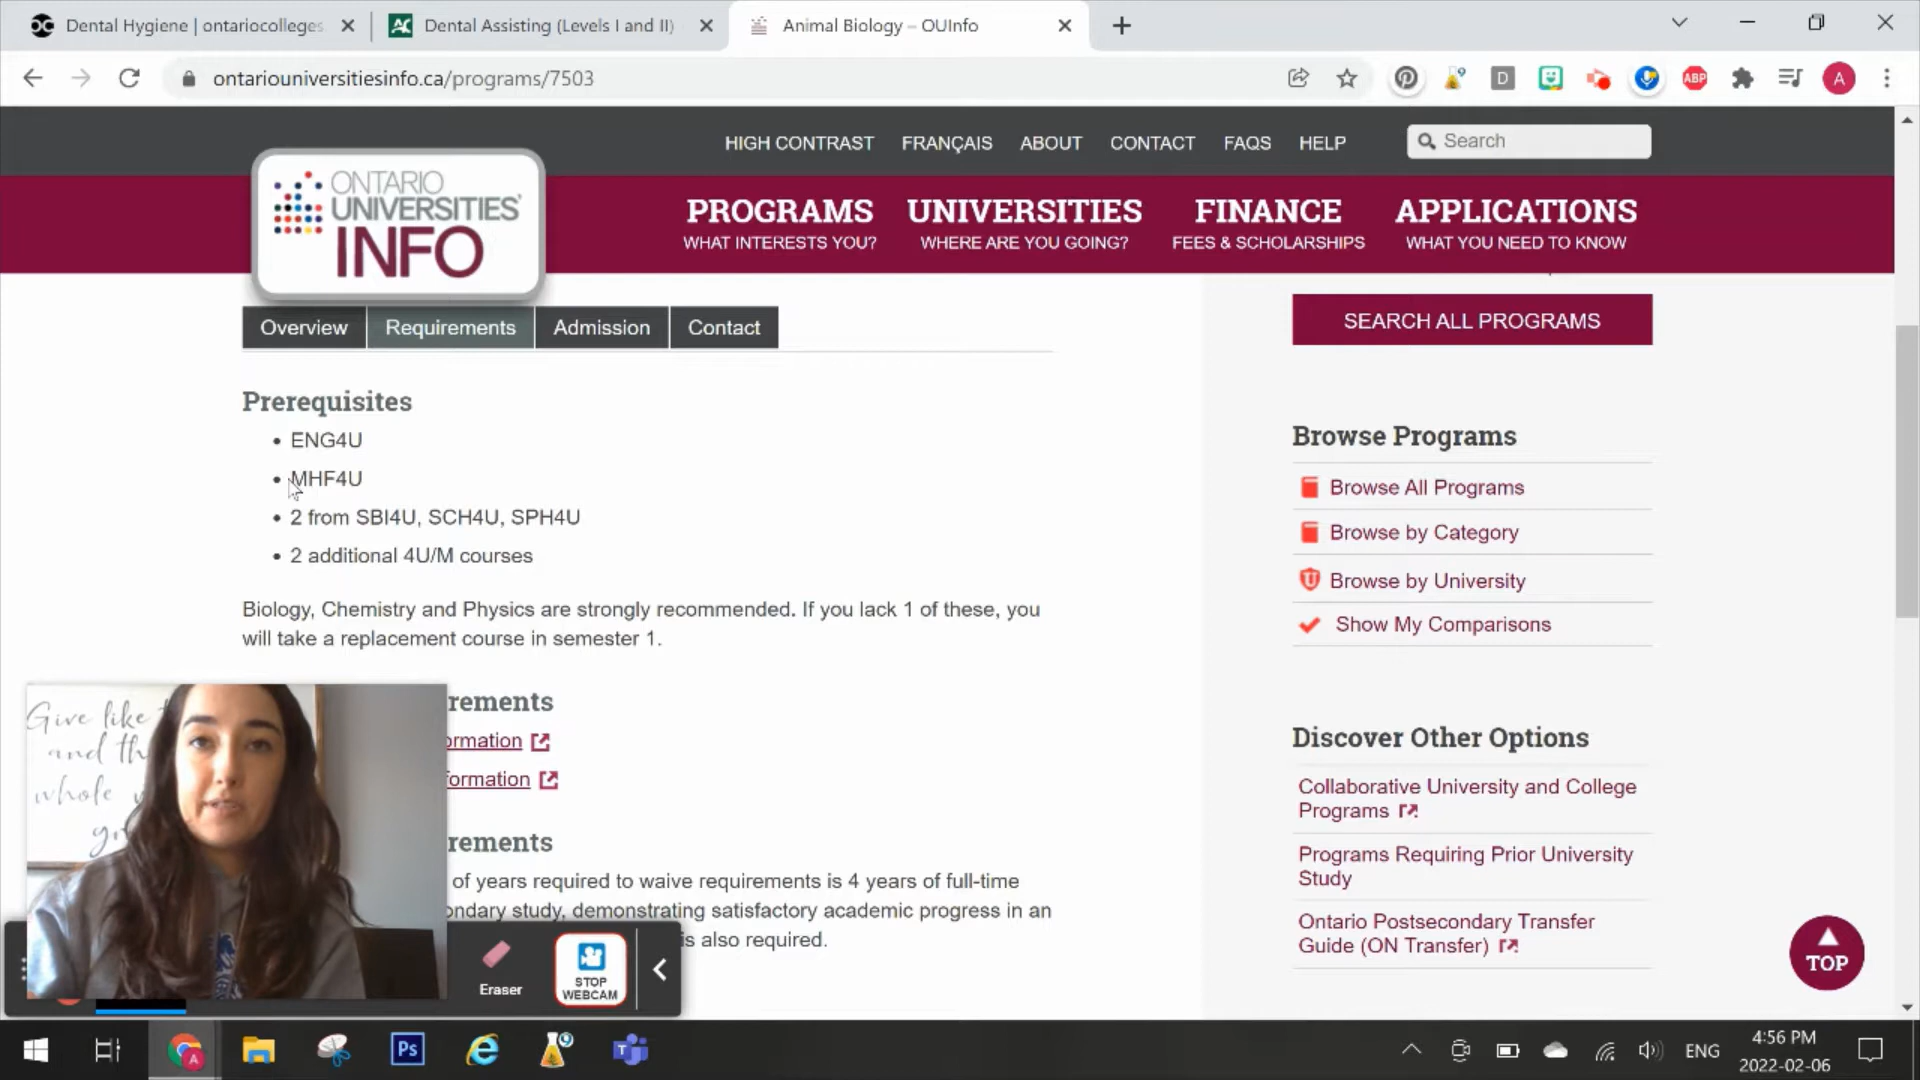 Dental Hygiene | ontariocolleges
Dental Assisting (Levels I and II)
Animal Biology – OUInfo
ontariouniversitiesinfo.ca/programs/7503
D
ABP
A
HIGH CONTRAST
FRANÇAIS
ABOUT
CONTACT
FAQS
HELP
Search
ONTARIO
UNIVERSITIES'
INFO
PROGRAMS
WHAT INTERESTS YOU?
UNIVERSITIES
WHERE ARE YOU GOING?
FINANCE
FEES & SCHOLARSHIPS
APPLICATIONS
WHAT YOU NEED TO KNOW
Overview
Requirements
Admission
Contact
SEARCH ALL PROGRAMS
Prerequisites
• ENG4U
• MHF4U
• 2 from SBI4U, SCH4U, SPH4U
• 2 additional 4U/M courses
Biology, Chemistry and Physics are strongly recommended. If you lack 1 of these, you
will take a replacement course in semester 1.
rements
ormation
formation
rements
of years required to waive requirements is 4 years of full-time
ondary study, demonstrating satisfactory academic progress in an
is also required.
Browse Programs
Browse All Programs
Browse by Category
Browse by University
Show My Comparisons
Discover Other Options
Collaborative University and College
Programs
Programs Requiring Prior University
Study
Ontario Postsecondary Transfer
Guide (ON Transfer)
TOP
Give like
and th
whole
Eraser
STOP
WEBCAM
Ps
ENG
4:56 PM
2022-02-06